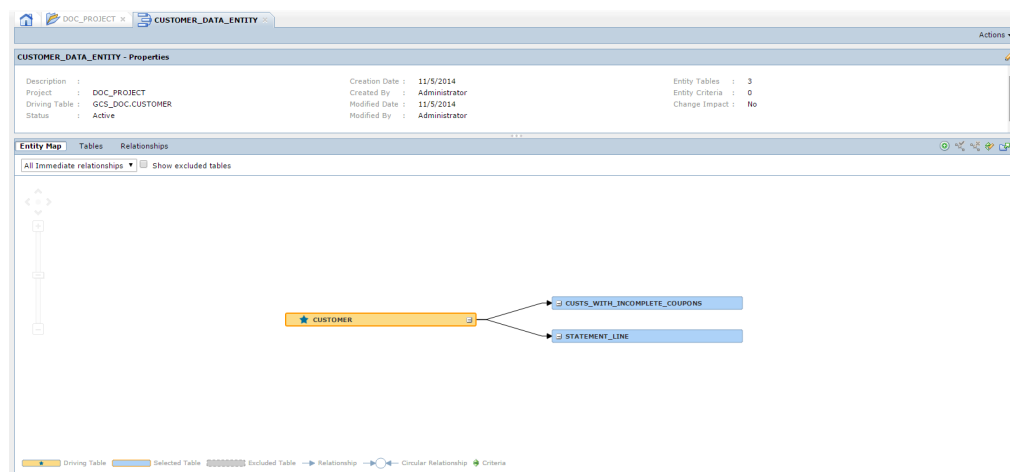 DOC_PROJECT × CUSTOMER_DATA_ENTITY ×
Actions
CUSTOMER_DATA_ENTITY - Properties
Description : Creation Date : 11/5/2014 Entity Tables : 3
Project : DOC_PROJECT Created By : Administrator Entity Criteria : 0
Driving Table : GCS_DOC.CUSTOMER Modified Date : 11/5/2014 Change Impact : No
Status : Active Modified By : Administrator
Entity Map Tables Relationships
All Immediate relationships Show excluded tables
CUSTS_WITH_INCOMPLETE_COUPONS
CUSTOMER
STATEMENT_LINE
Driving Table Selected Table Excluded Table Relationship Circular Relationship Criteria